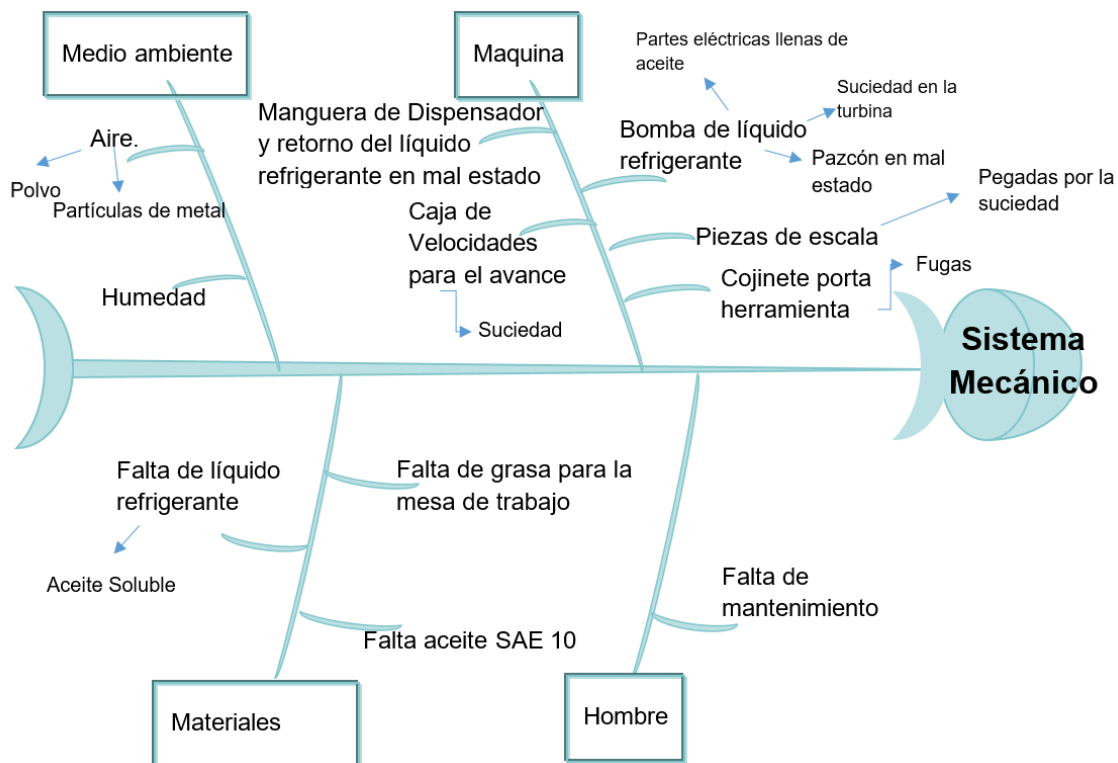 Medio ambiente
Aire.
Polvo
Partículas de metal
Humedad
Maquina
Manguera de Dispensador
y retorno del líquido
refrigerante en mal estado
Caja de
Velocidades
para el avance
Suciedad
Partes eléctricas llenas de
aceite
Suciedad en la
turbina
Bomba de líquido
refrigerante
Pazcón en mal
estado
Pegadas por la
suciedad
Piezas de escala
Fugas
Cojinete porta
herramienta
Sistema
Mecánico
Falta de líquido
refrigerante
Aceite Soluble
Falta de grasa para la
mesa de trabajo
Falta aceite SAE 10
Materiales
Falta de
mantenimiento
Hombre